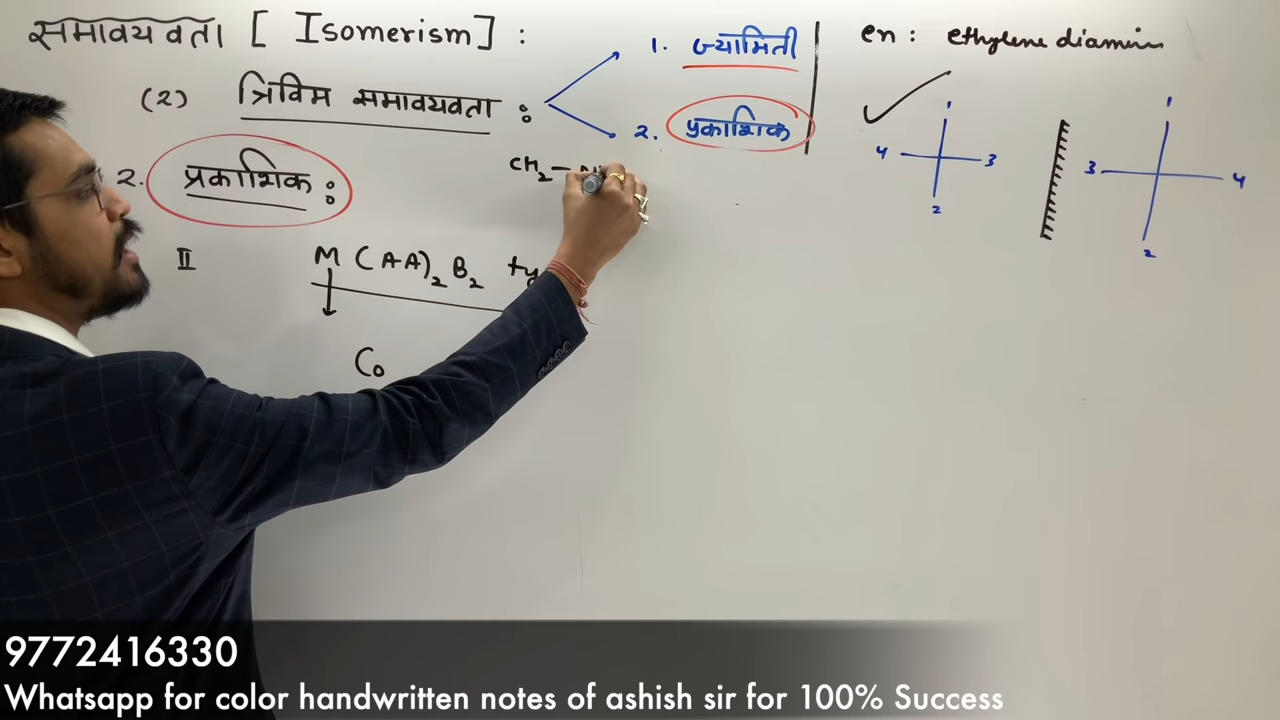 समावयवता [ Isomerism ] :
(2) त्रिविम समावयवता :
1. ज्यामिती
2. प्रकाशिक
en : ethylene diamin
1
4 3
2
1
3 4
2
2. प्रकाशिक :
CH2 –
II M (A-A)2 B2
Co
9772416330
Whatsapp for color handwritten notes of ashish sir for 100% Success